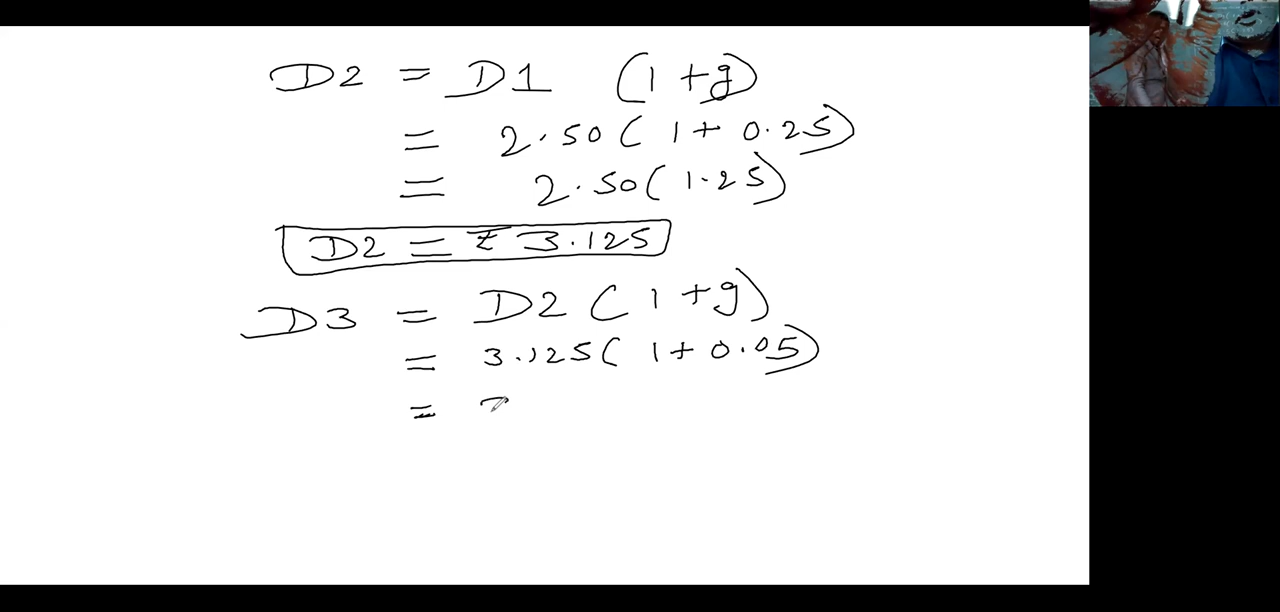 D2 = D1 (1+g)
= 2.50 (1+0.25)
= 2.50 (1.25)
D2 = ₹ 3.125
D3 = D2 (1+g)
= 3.125 (1+0.05)
=